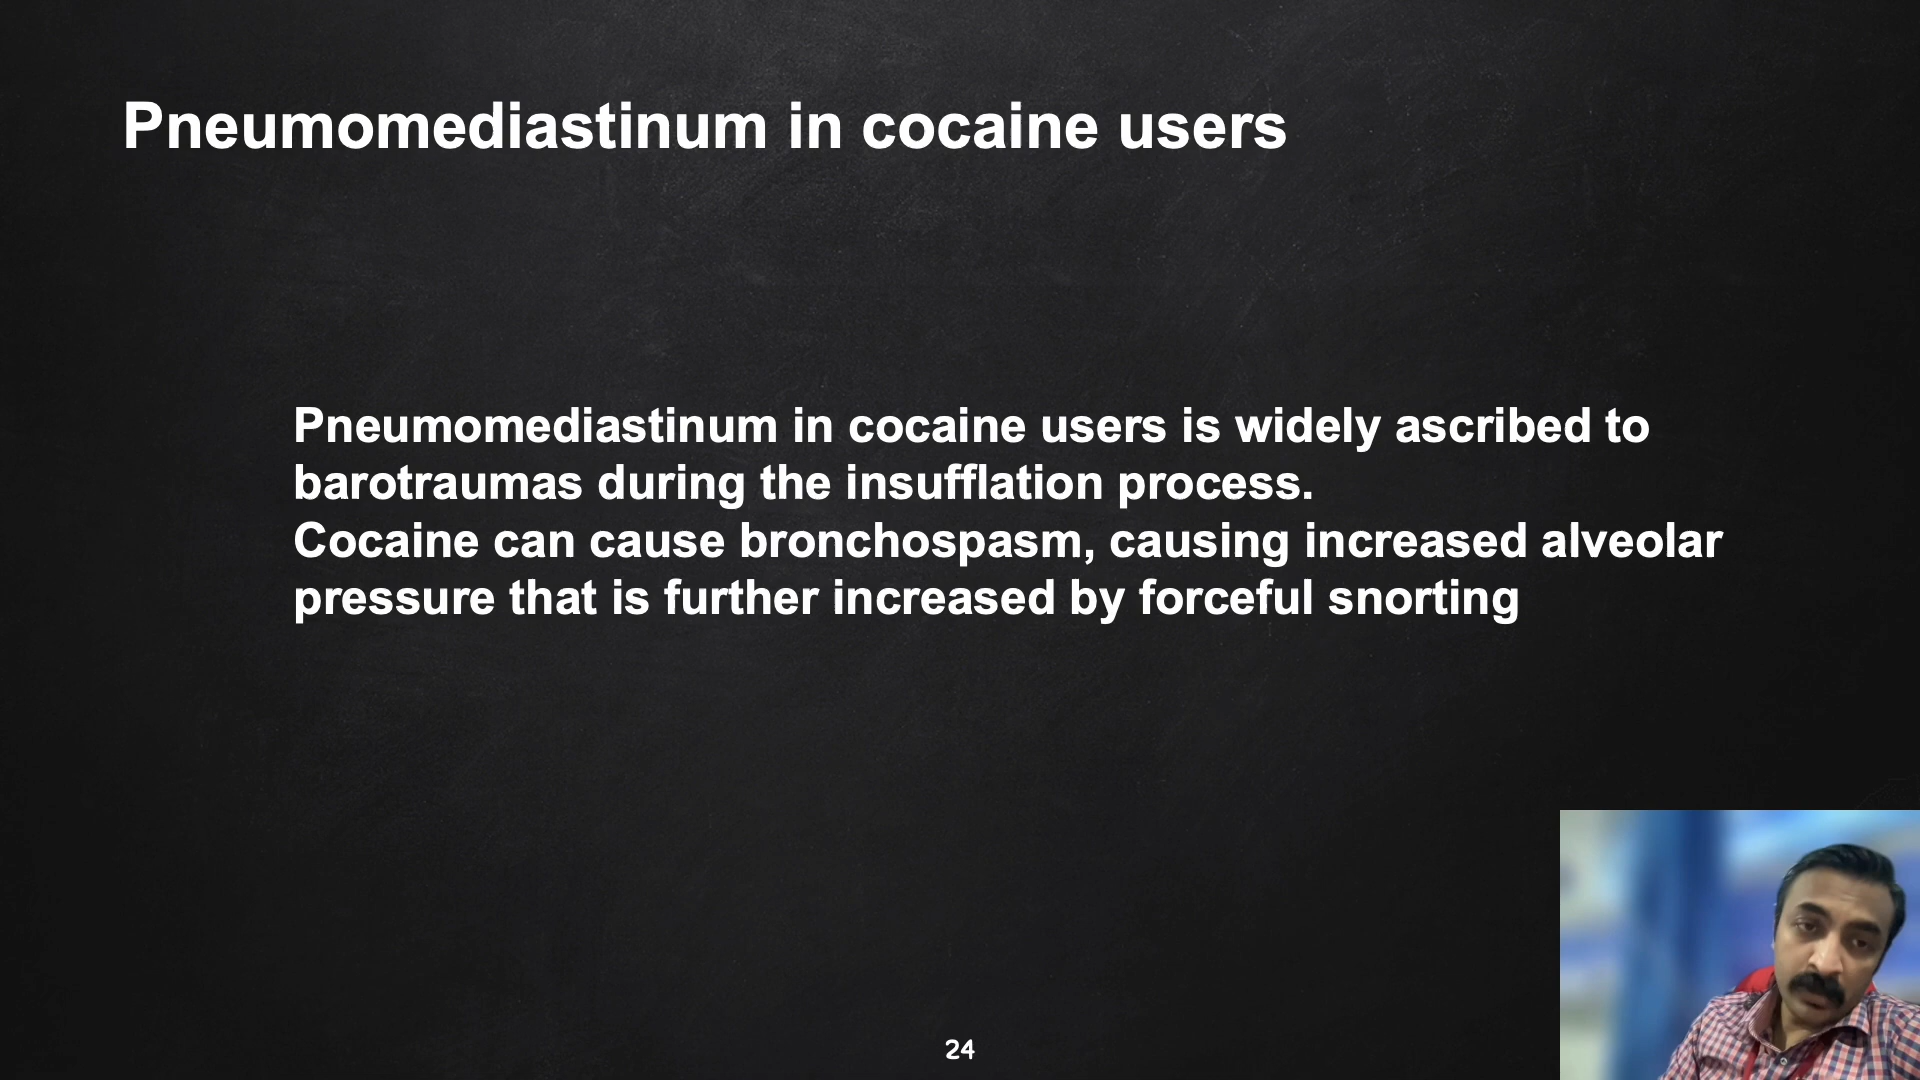 Pneumomediastinum in cocaine users
Pneumomediastinum in cocaine users is widely ascribed to
barotraumas during the insufflation process.
Cocaine can cause bronchospasm, causing increased alveolar
pressure that is further increased by forceful snorting
24